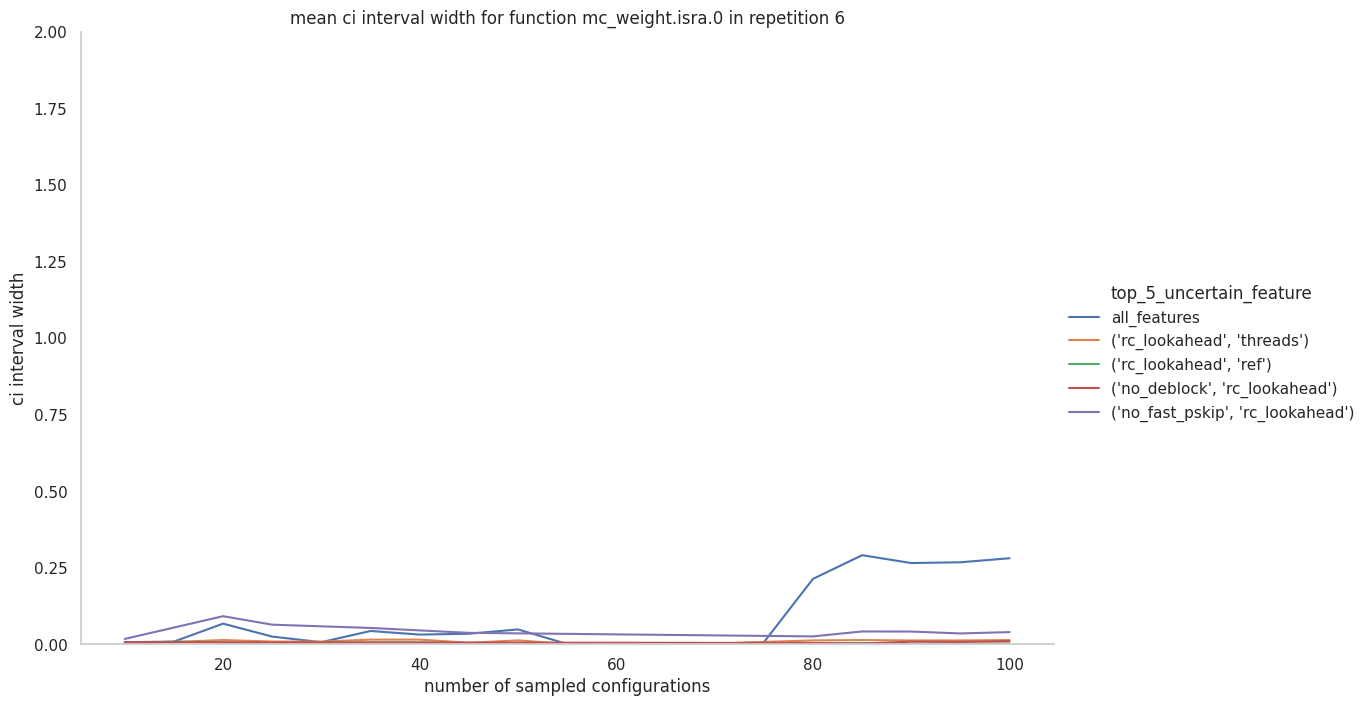 mean ci interval width for function mc_weight.isra.0 in repetition 6
2.00
1.75
1.50
1.25
1.00
0.75
0.50
0.25
0.00
ci interval width
20
40
60
80
100
number of sampled configurations
top_5_uncertain_feature
all_features
('rc_lookahead', 'threads')
('rc_lookahead', 'ref')
('no_deblock', 'rc_lookahead')
('no_fast_pskip', 'rc_lookahead')